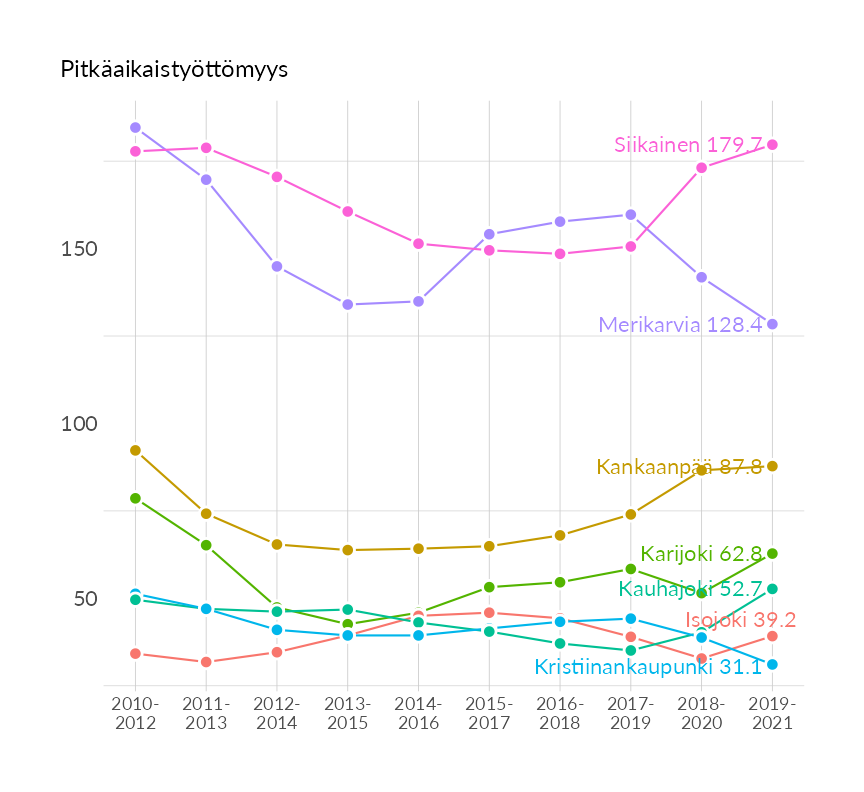 Pitkäaikaistyöttömyys
Siikainen 179.7
150
Merikarvia 128.4
100
Kankaanpää 87.8
Karijoki 62.8
Kauhajoki 52.7
50
Isojoki 39.2
Kristiinankaupunki 31.1
2010-
2012
2011-
2013
2012-
2014
2013-
2015
2014-
2016
2015-
2017
2016-
2018
2017-
2019
2018-
2020
2019-
2021